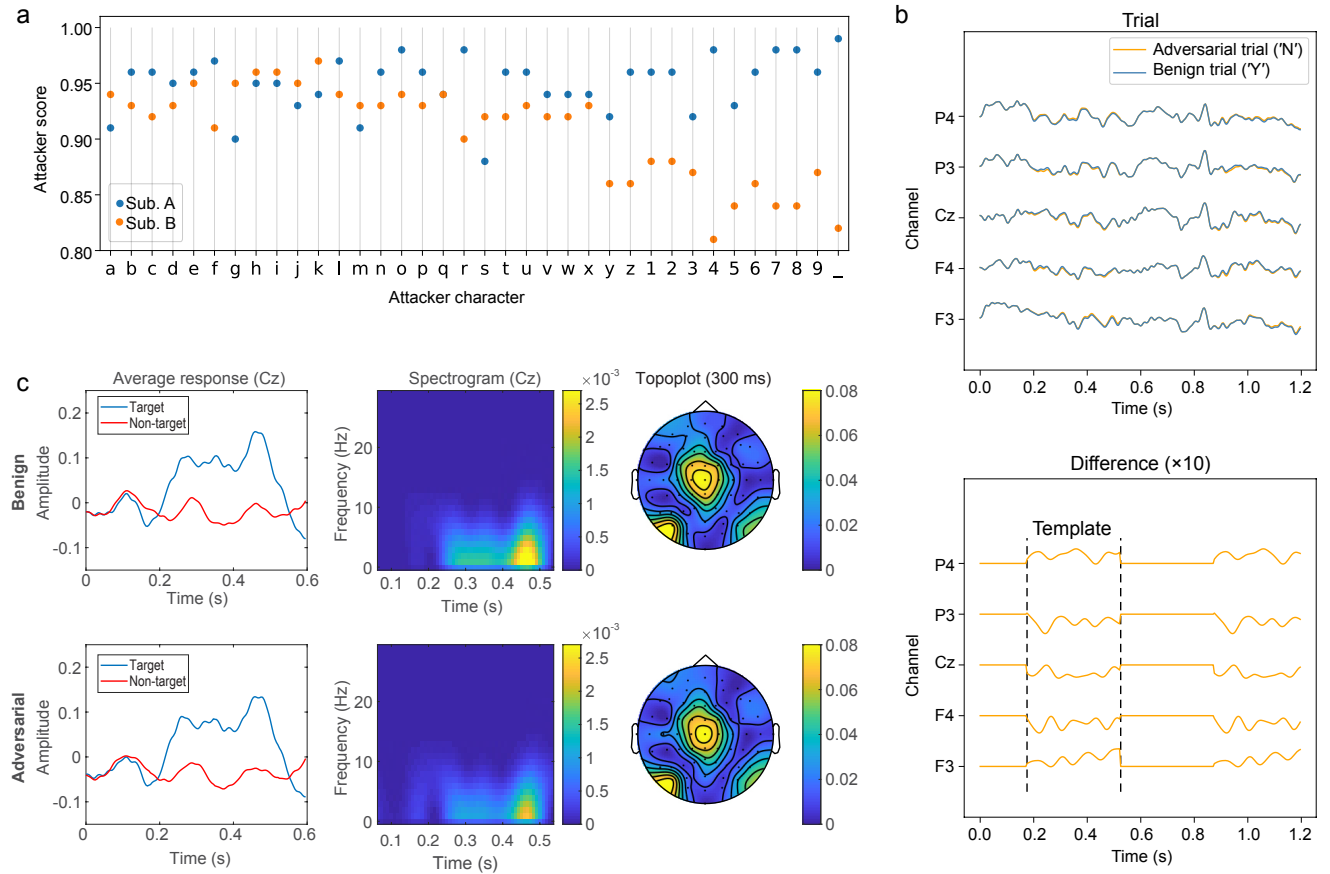 a
1.00
0.95
0.90
0.85
0.80
Attacker score
Sub. A
Sub. B
a b c d e f g h i j k l m n o p q r s t u v w x y z 1 2 3 4 5 6 7 8 9 _
Attacker character
b
Trial
Adversarial trial ('N')
Benign trial ('Y')
P4
P3
Cz
F4
F3
Channel
0.0 0.2 0.4 0.6 0.8 1.0 1.2
Time (s)
Difference (×10)
Template
P4
P3
Cz
F4
F3
Channel
0.0 0.2 0.4 0.6 0.8 1.0 1.2
Time (s)
c
Benign
Average response (Cz)
Target
Non-target
0.2
0.1
0
-0.1
Amplitude
0 0.2 0.4 0.6
Time (s)
Spectrogram (Cz)
20
10
0
Frequency (Hz)
0.1 0.2 0.3 0.4 0.5
Time (s)
×10⁻³
2.5
2
1.5
1
0.5
0
Topoplot (300 ms)
0.08
0.06
0.04
0.02
0
Adversarial
Target
Non-target
0.2
0.1
0
-0.1
Amplitude
0 0.2 0.4 0.6
Time (s)
20
10
0
Frequency (Hz)
0.1 0.2 0.3 0.4 0.5
Time (s)
×10⁻³
2.5
2
1.5
1
0.5
0
0.08
0.06
0.04
0.02
0